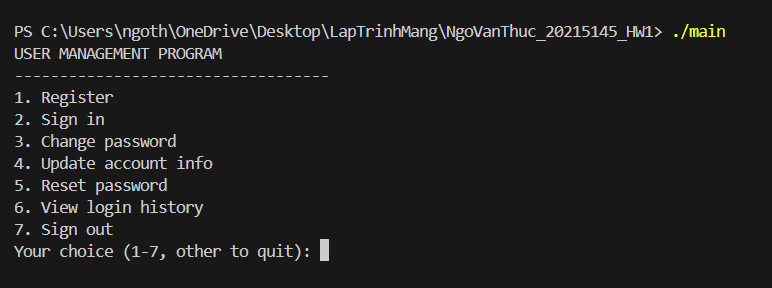 PS C:\Users\ngoth\OneDrive\Desktop\LapTrinhMang\NgoVanThuc_20215145_HW1> ./main
USER MANAGEMENT PROGRAM
-----------------------------------
1. Register
2. Sign in
3. Change password
4. Update account info
5. Reset password
6. View login history
7. Sign out
Your choice (1-7, other to quit):